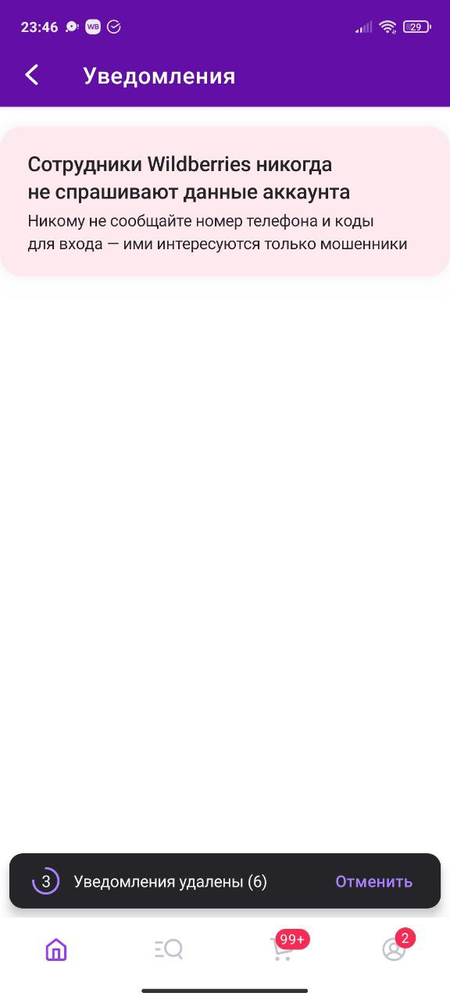 23:46 WB 29
Уведомления
Сотрудники Wildberries никогда
не спрашивают данные аккаунта
Никому не сообщайте номер телефона и коды
для входа — ими интересуются только мошенники
3 Уведомления удалены (6) Отменить
99+ 2